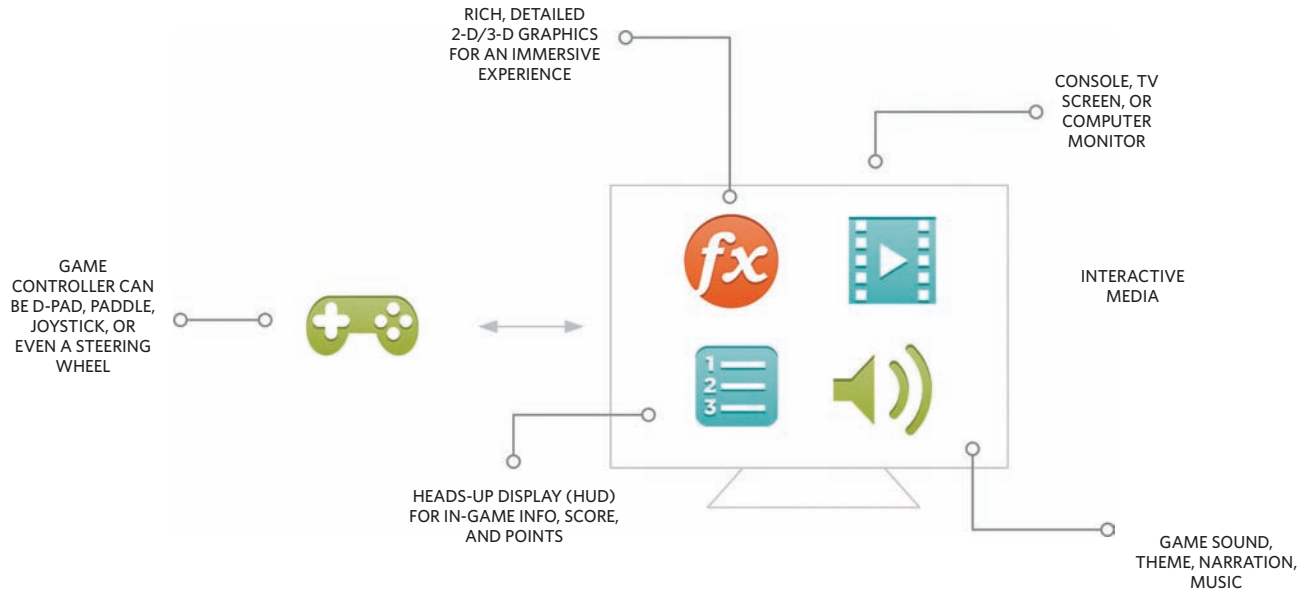 RICH, DETAILED
2-D/3-D GRAPHICS
FOR AN IMMERSIVE
EXPERIENCE
CONSOLE, TV
SCREEN, OR
COMPUTER
MONITOR
fx
GAME
CONTROLLER CAN
BE D-PAD, PADDLE,
JOYSTICK, OR
EVEN A STEERING
WHEEL
INTERACTIVE
MEDIA
1
2
3
HEADS-UP DISPLAY (HUD)
FOR IN-GAME INFO, SCORE,
AND POINTS
GAME SOUND,
THEME, NARRATION,
MUSIC